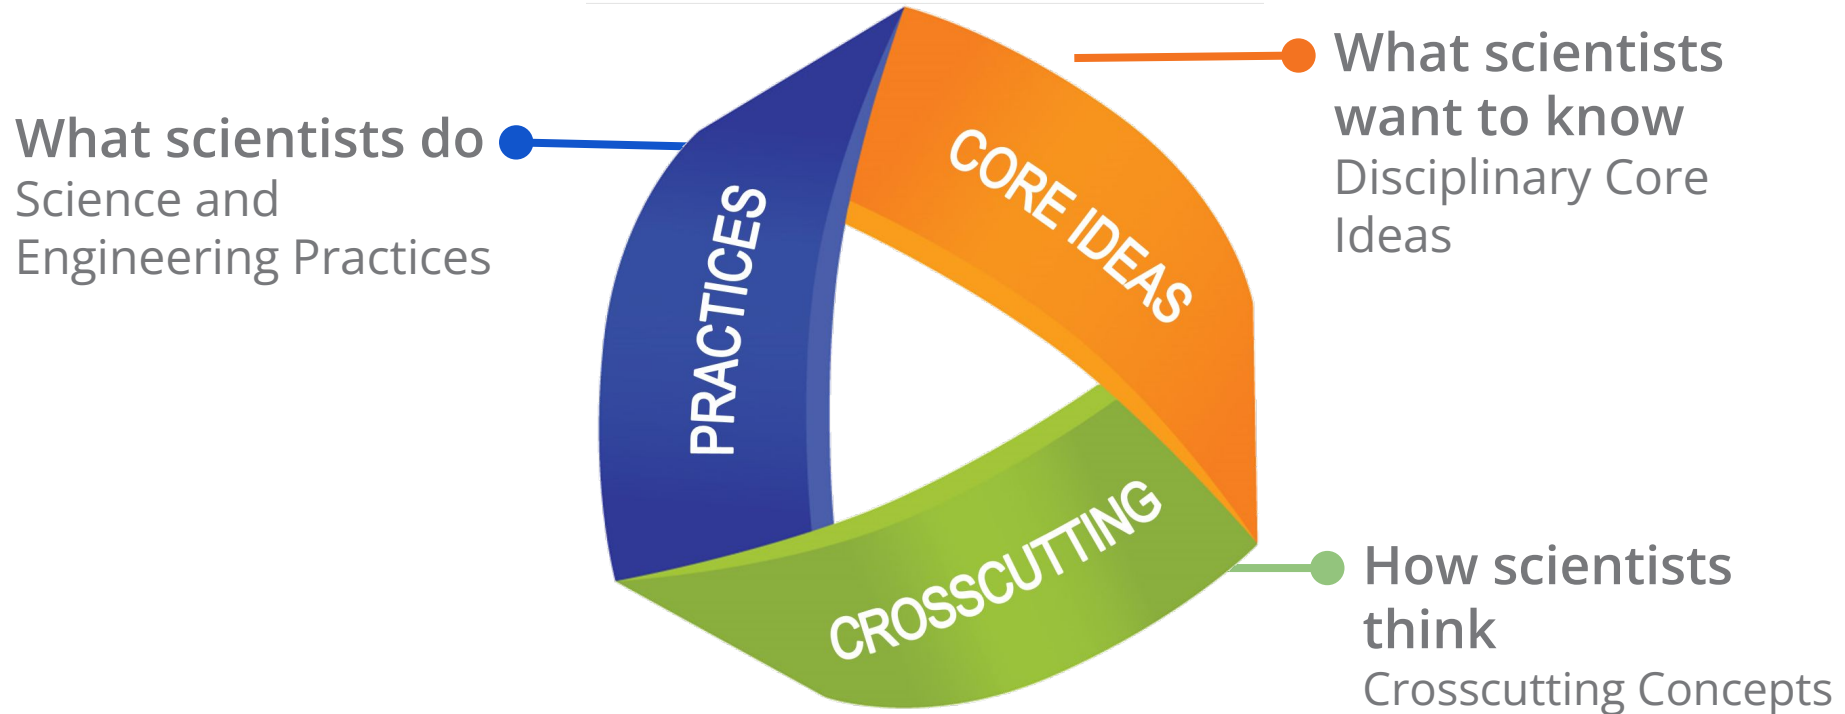 What scientists do
Science and
Engineering Practices
PRACTICES
CORE IDEAS
CROSSCUTTING
What scientists
want to know
Disciplinary Core
Ideas
How scientists
think
Crosscutting Concepts